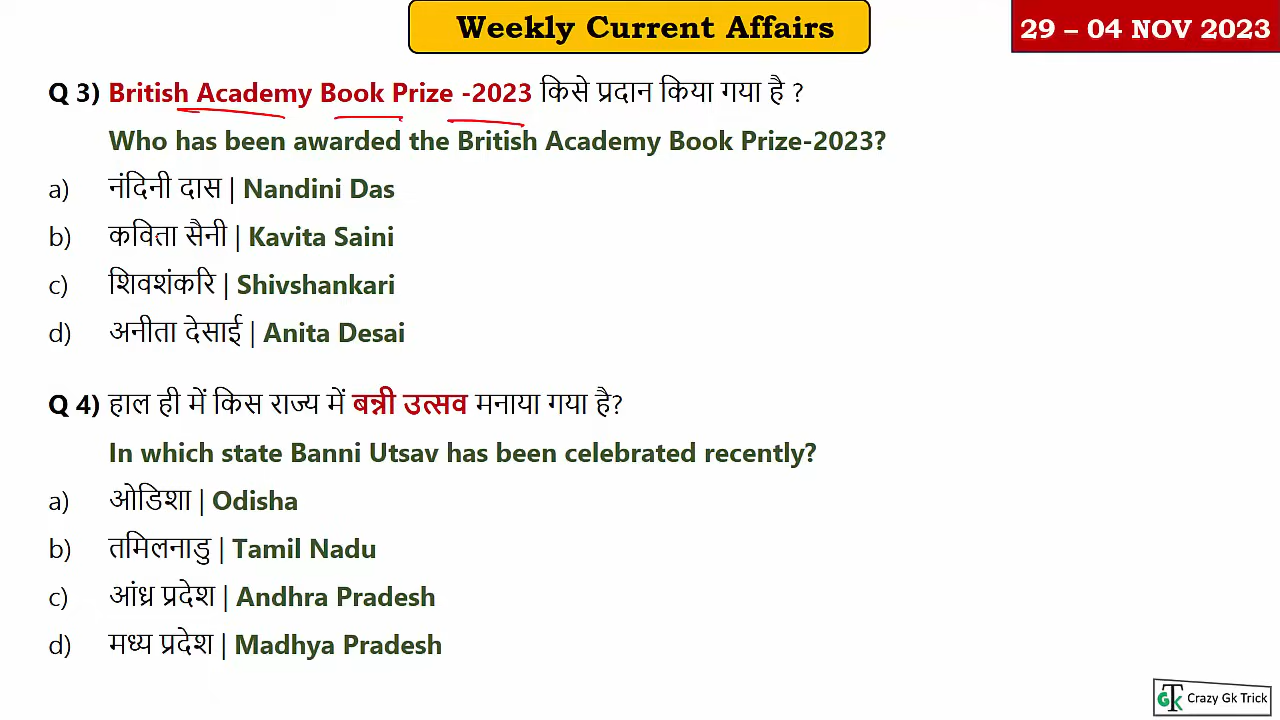 Weekly Current Affairs
29 – 04 NOV 2023
Q 3) British Academy Book Prize -2023 किसे प्रदान किया गया है ?
Who has been awarded the British Academy Book Prize-2023?
a) नंदिनी दास | Nandini Das
b) कविता सैनी | Kavita Saini
c) शिवशंकरि | Shivshankari
d) अनीता देसाई | Anita Desai
Q 4) हाल ही में किस राज्य में बन्नी उत्सव मनाया गया है?
In which state Banni Utsav has been celebrated recently?
a) ओडिशा | Odisha
b) तमिलनाडु | Tamil Nadu
c) आंध्र प्रदेश | Andhra Pradesh
d) मध्य प्रदेश | Madhya Pradesh
GTK Crazy Gk Trick